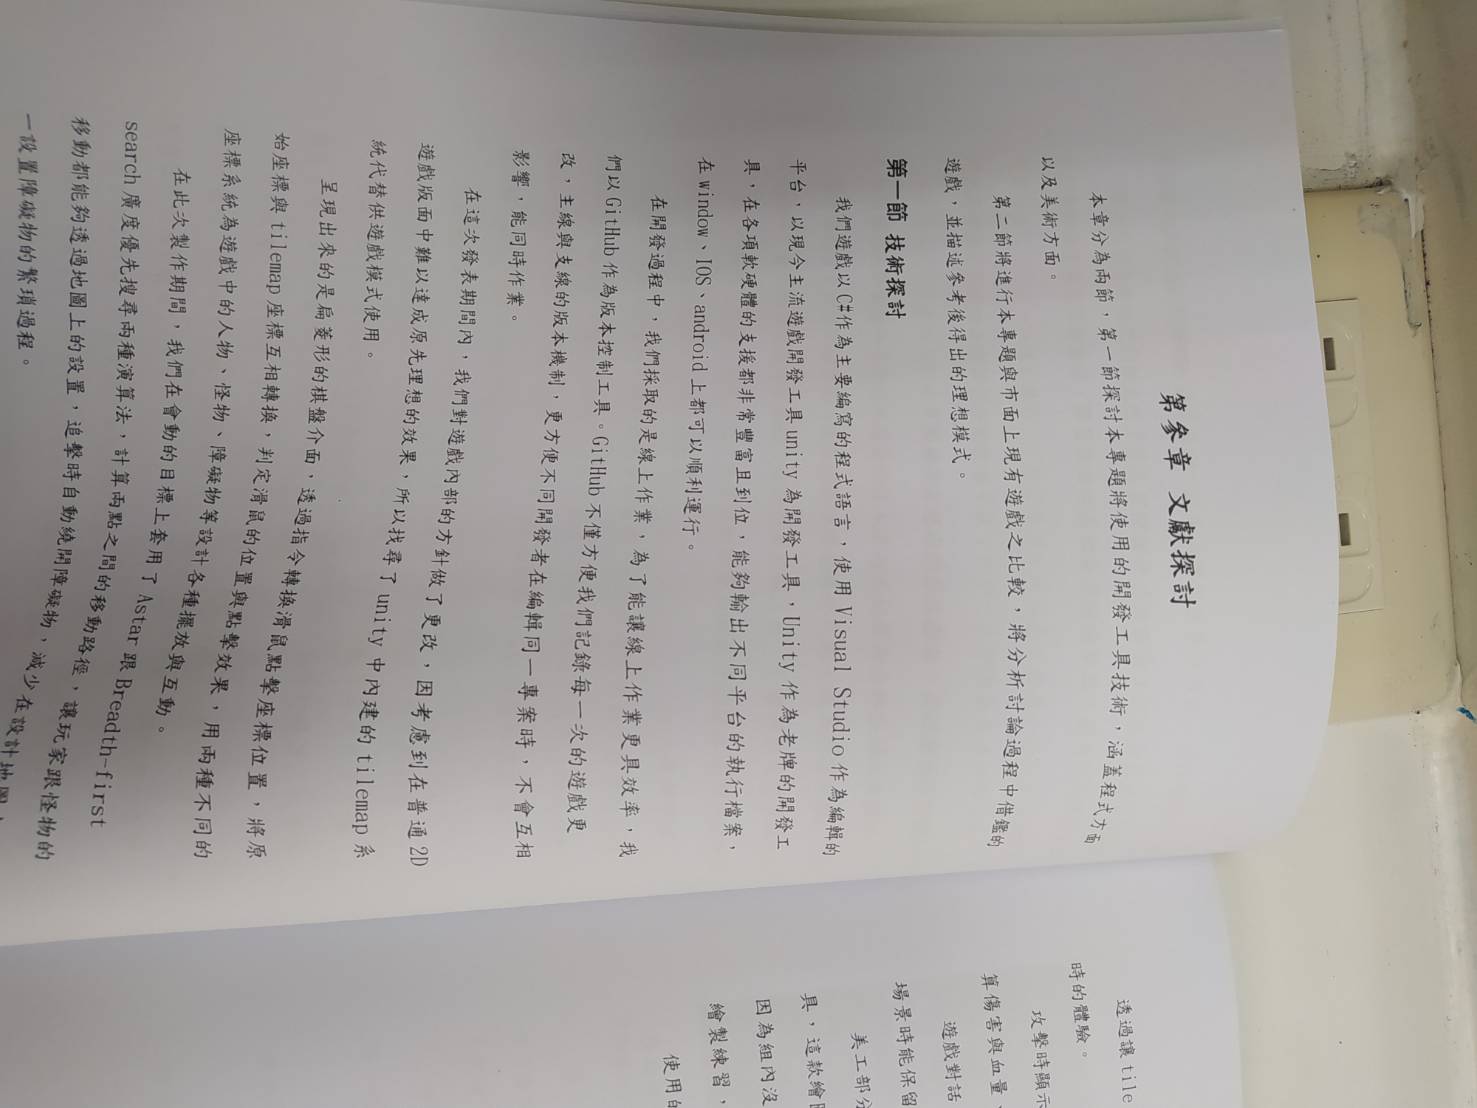 第參章 文獻探討
本章分為兩節，第一節探討本專題將使用的開發工具技術，涵蓋程式方面
以及美術方面。
第二節將進行本專題與市面上現有遊戲之比較，將分析討論過程中借鑑的
遊戲，並描述參考後得出的理想模式。
第一節 技術探討
我們遊戲以C#作為主要編寫的程式語言，使用 Visual Studio 作為編輯的
平台，以現今主流遊戲開發工具 unity 為開發工具，Unity 作為老牌的開發工
具，在各項軟硬體的支援都非常豐富且到位，能夠輸出不同平台的執行檔案，
在 window、IOS、android 上都可以順利運行。
在開發過程中，我們採取的是線上作業，為了能讓線上作業更具效率，我
們以 GitHub 作為版本控制工具。GitHub 不僅方便我們記錄每一次的遊戲更
改，主線與支線的版本機制，更方便不同開發者在編輯同一專案時，不會互相
影響，能同時作業。
在這次發表期間內，我們對遊戲內部的方針做了更改，因考慮到在普通 2D
遊戲版面中難以達成原先理想的效果，所以找尋了 unity 中內建的 tilemap 系
統代替供遊戲模式使用。
呈現出來的是扁菱形的棋盤介面，透過指令轉換滑鼠點擊座標位置，將原
始座標與 tilemap 座標互相轉換，判定滑鼠的位置與點擊效果，用兩種不同的
座標系統為遊戲中的人物、怪物、障礙物等設計各種擺放與互動。
在此次製作期間，我們在會動的目標上套用了 Astar 跟 Breadth-first
search 廣度優先搜尋兩種演算法，計算兩點之間的移動路徑，讓玩家跟怪物的
移動都能夠透過地圖上的設置，追擊時自動繞開障礙物，減少在設計地圖
一設置障礙物的繁瑣過程。
透過讓 tile
時的體驗。
攻擊時顯示
算傷害與血量，
遊戲對話
場景時能保留
美工部分
具，這款繪
因為組內沒
繪製練習，
使用的